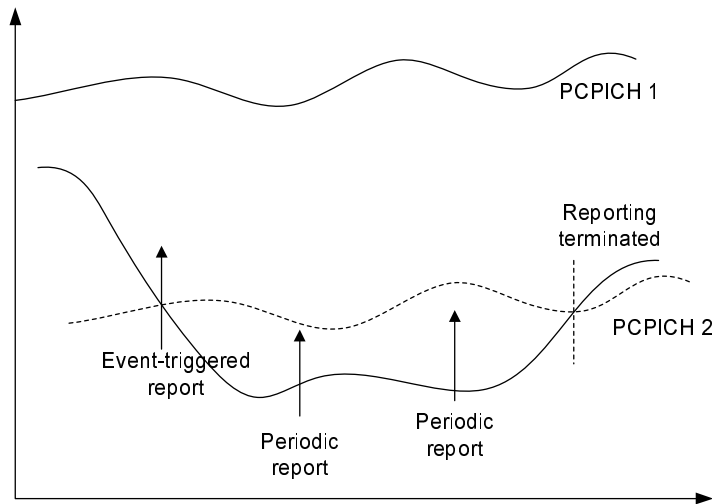 PCPICH 1
Reporting
terminated
PCPICH 2
Event-triggered
report
Periodic
report
Periodic
report